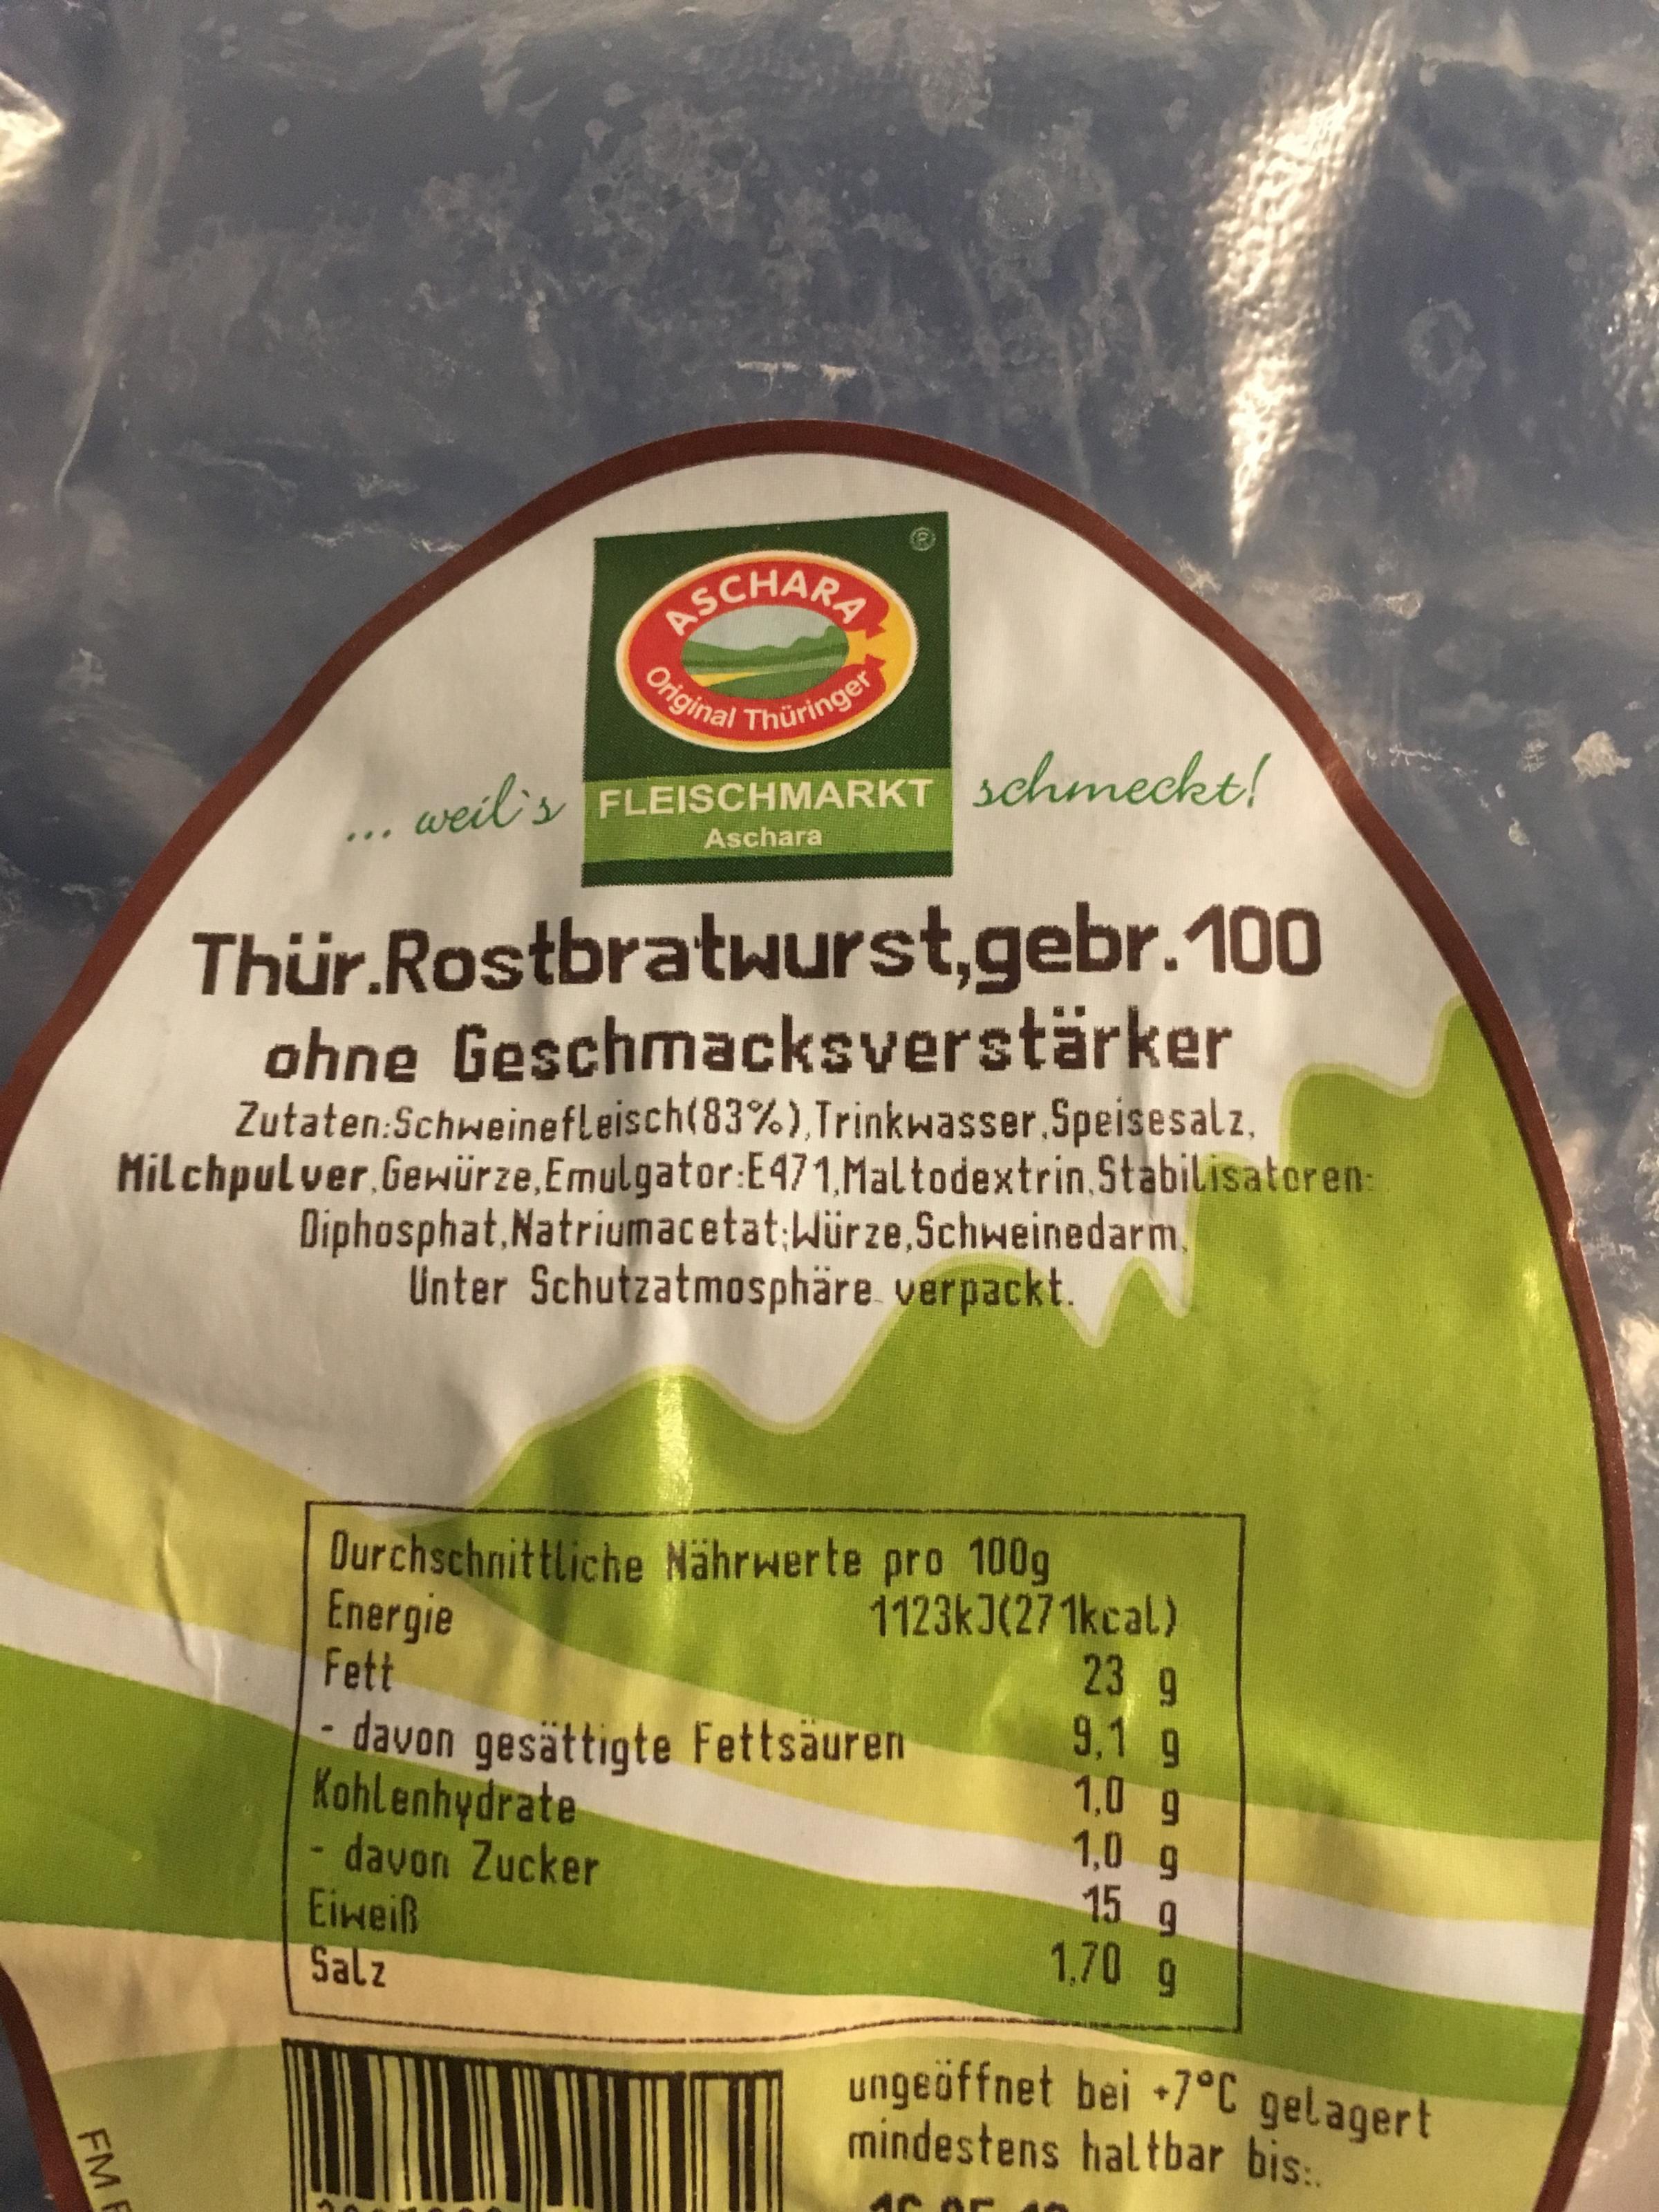 ®
ASCHARA
Original Thüringer
... weil's FLEISCHMARKT schmeckt!
Aschara
Thür.Rostbratwurst,gebr.100
ohne Geschmacksverstärker
Zutaten:Schweinefleisch(83%),Trinkwasser,Speisesalz,
Milchpulver,Gewürze,Emulgator:E471,Maltodextrin,Stabilisatoren:
Diphosphat,Natriumacetat;Würze,Schweinedarm,
Unter Schutzatmosphäre verpackt.
Durchschnittliche Nährwerte pro 100g
Energie 1123kJ(271kcal)
Fett 23 g
- davon gesättigte Fettsäuren 9,1 g
Kohlenhydrate 1,0 g
- davon Zucker 1,0 g
Eiweiß 15 g
Salz 1,70 g
ungeöffnet bei +7°C gelagert
mindestens haltbar bis:.
FM